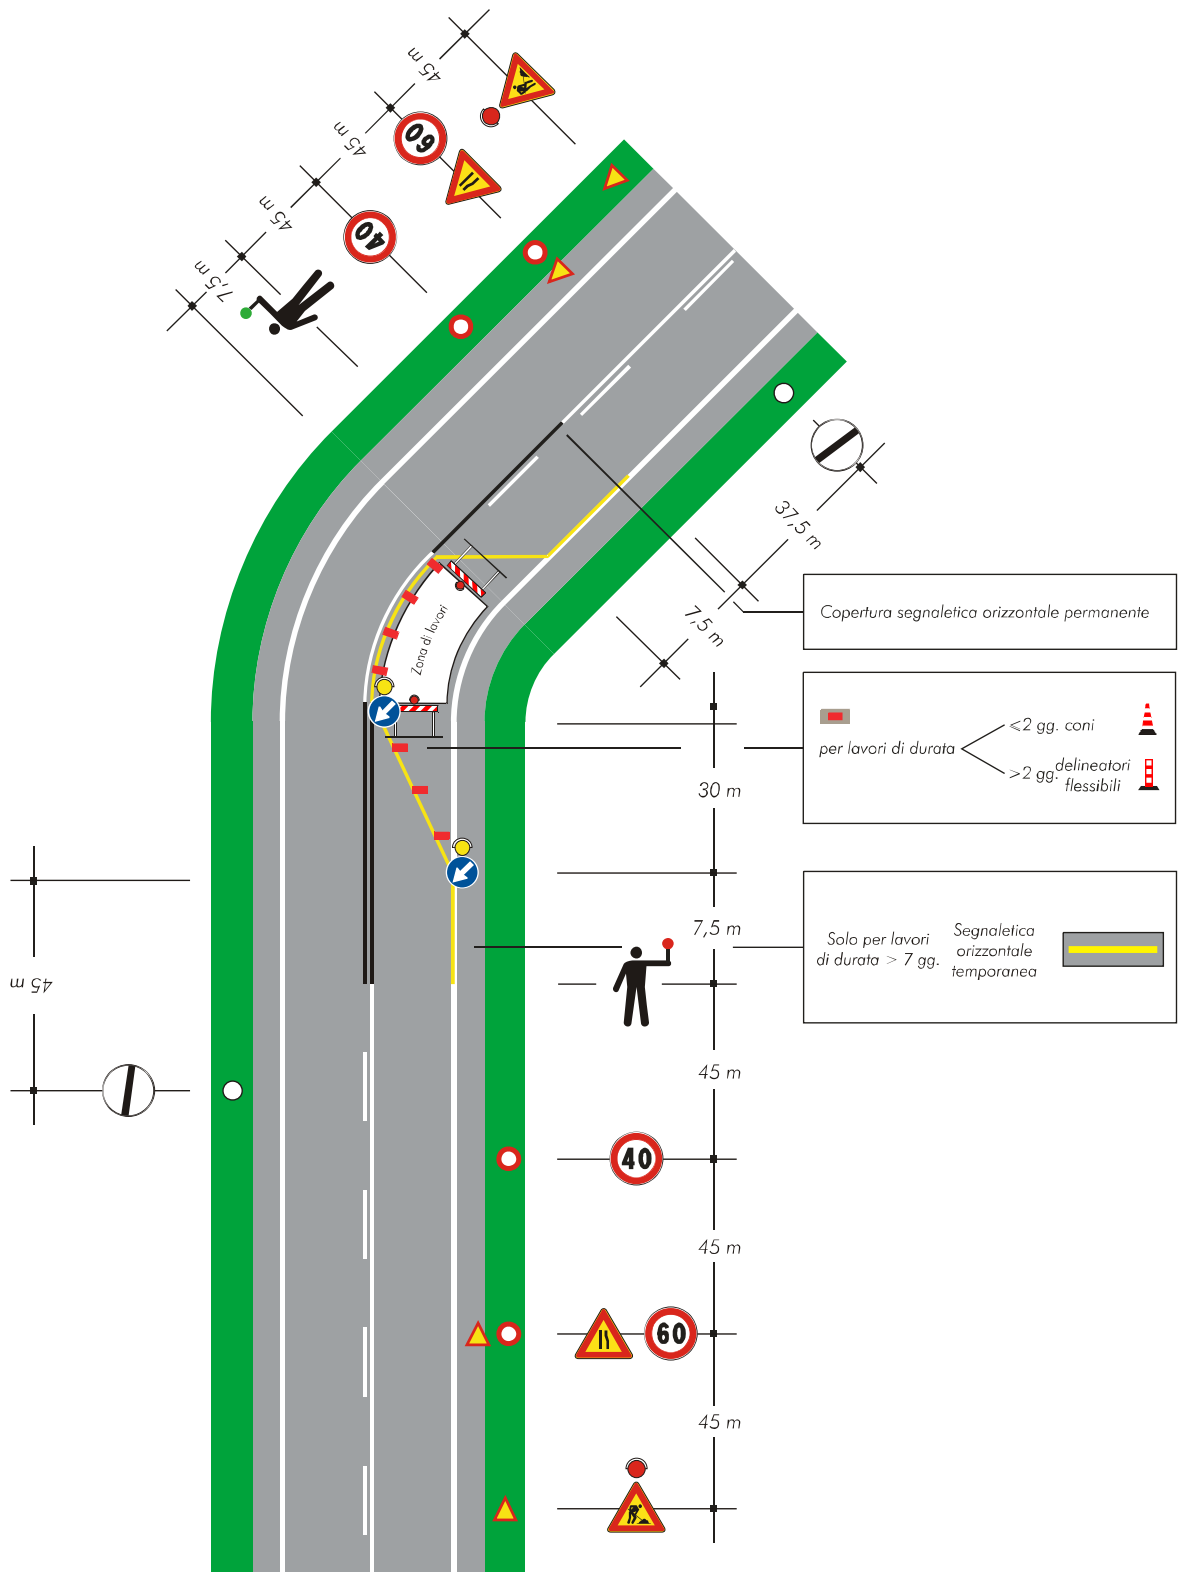 45 m
45 m
60
45 m
40
7,5 m
37,5 m
Copertura segnaletica orizzontale permanente
7,5 m
Zona di lavori
per lavori di durata
≤2 gg. coni
>2 gg. delineatori
flessibili
30 m
7,5 m
Solo per lavori
di durata > 7 gg.
Segnaletica
orizzontale
temporanea
45 m
45 m
40
45 m
60
45 m